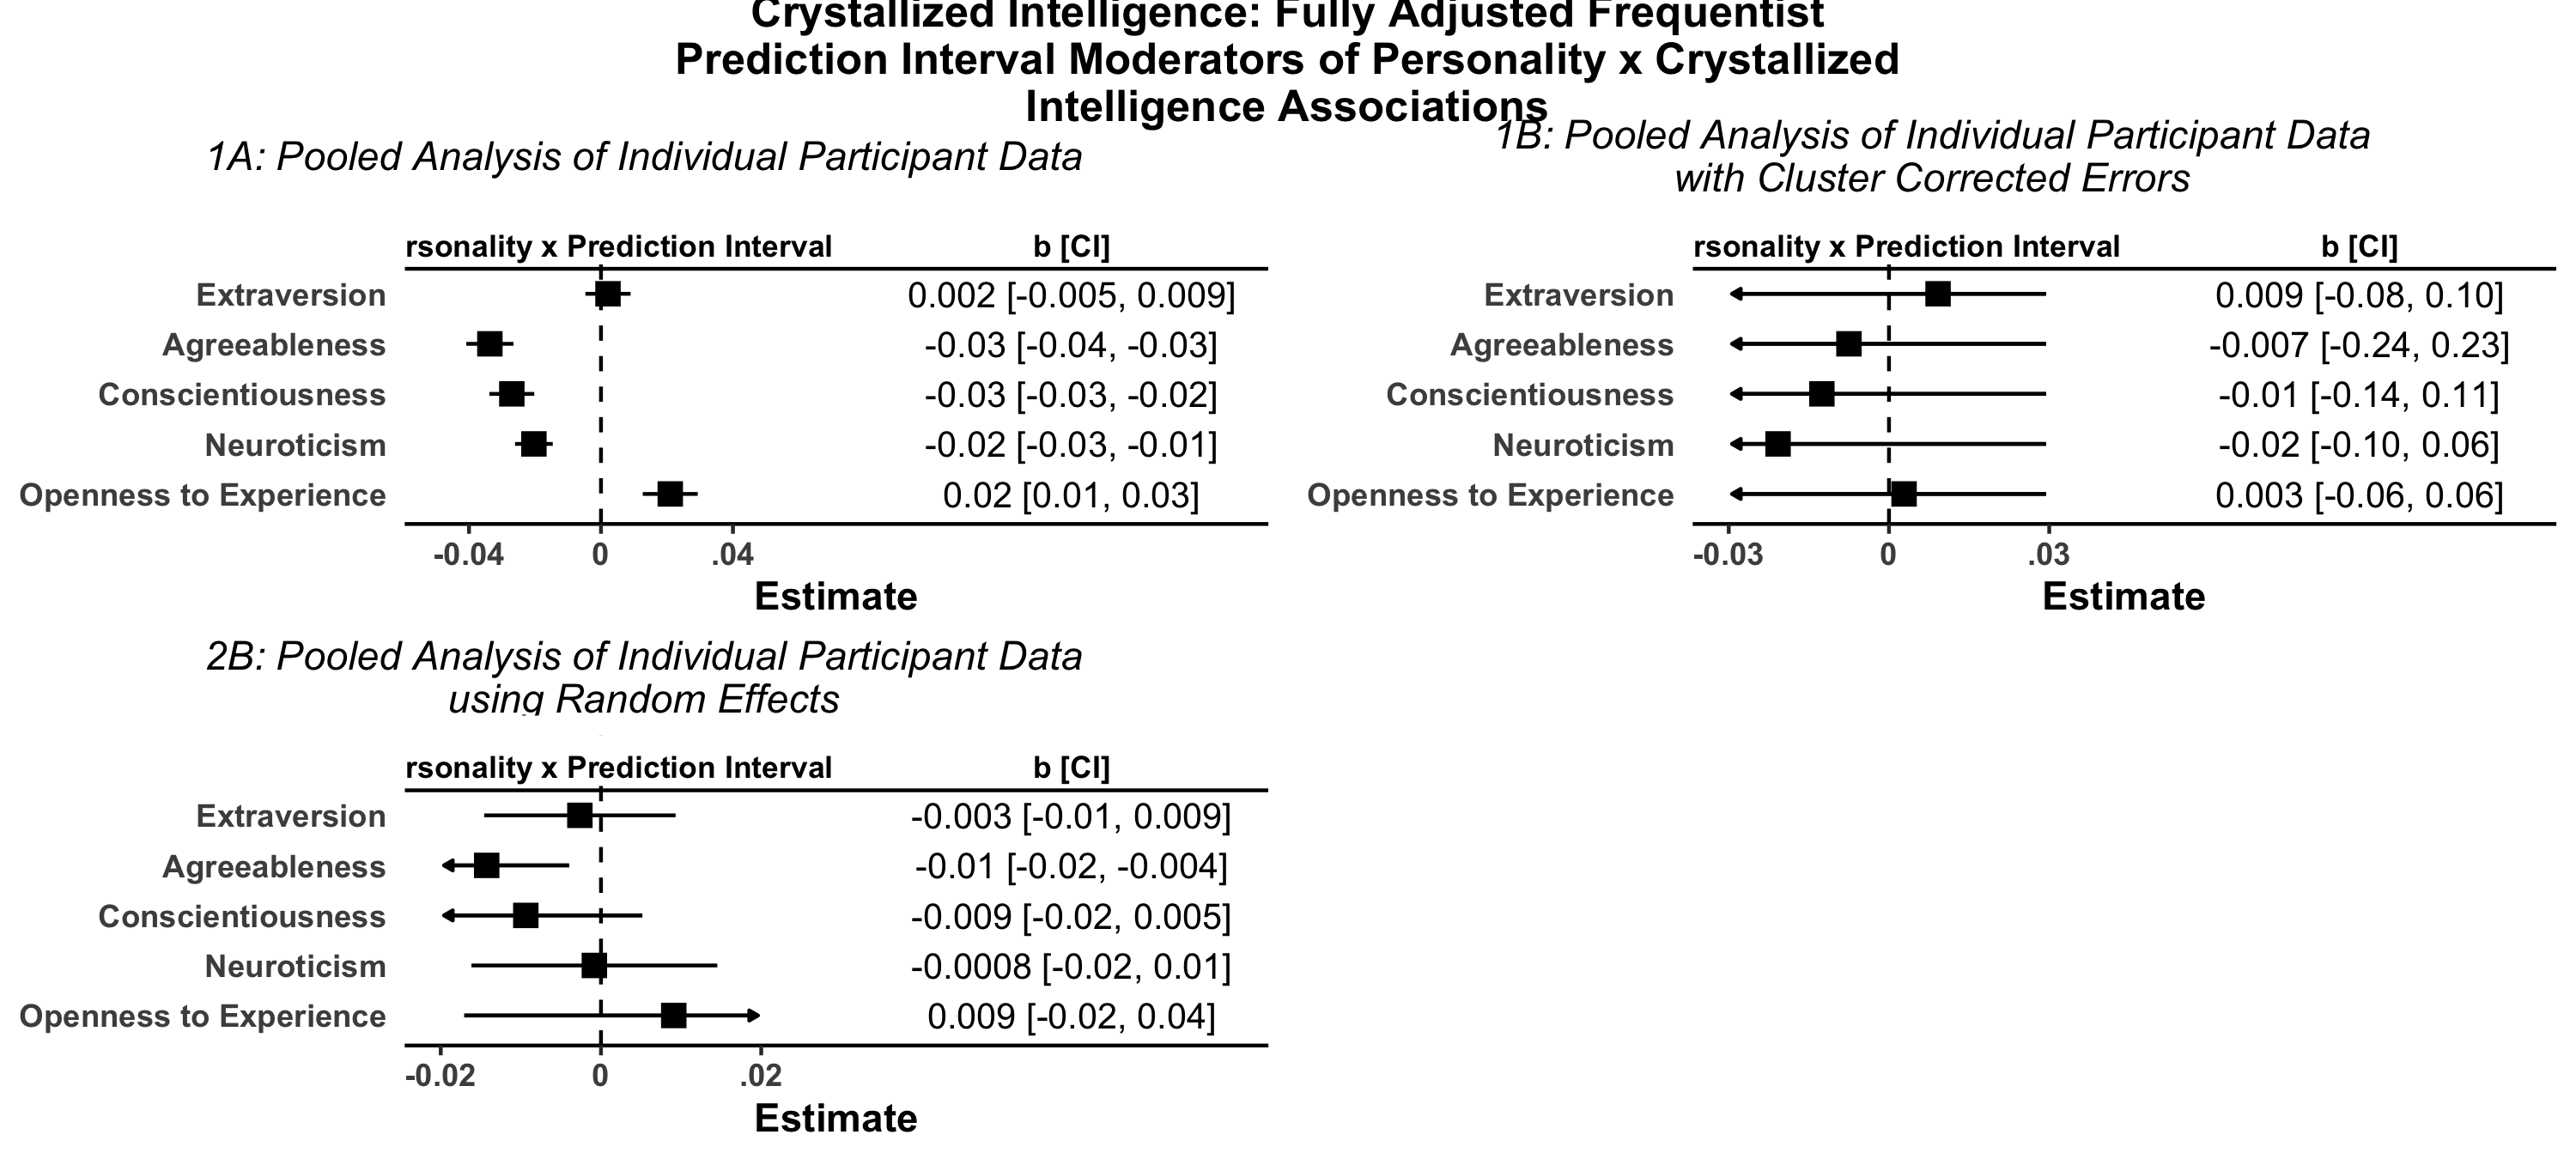 Crystallized Intelligence: Fully Adjusted Frequentist
Prediction Interval Moderators of Personality x Crystallized
Intelligence Associations
1A: Pooled Analysis of Individual Participant Data
rsonality x Prediction Interval b [CI]
Extraversion 0.002 [-0.005, 0.009]
Agreeableness -0.03 [-0.04, -0.03]
Conscientiousness -0.03 [-0.03, -0.02]
Neuroticism -0.02 [-0.03, -0.01]
Openness to Experience 0.02 [0.01, 0.03]
-0.04 0 .04
Estimate
1B: Pooled Analysis of Individual Participant Data
with Cluster Corrected Errors
rsonality x Prediction Interval b [CI]
Extraversion 0.009 [-0.08, 0.10]
Agreeableness -0.007 [-0.24, 0.23]
Conscientiousness -0.01 [-0.14, 0.11]
Neuroticism -0.02 [-0.10, 0.06]
Openness to Experience 0.003 [-0.06, 0.06]
-0.03 0 .03
Estimate
2B: Pooled Analysis of Individual Participant Data
using Random Effects
rsonality x Prediction Interval b [CI]
Extraversion -0.003 [-0.01, 0.009]
Agreeableness -0.01 [-0.02, -0.004]
Conscientiousness -0.009 [-0.02, 0.005]
Neuroticism -0.0008 [-0.02, 0.01]
Openness to Experience 0.009 [-0.02, 0.04]
-0.02 0 .02
Estimate